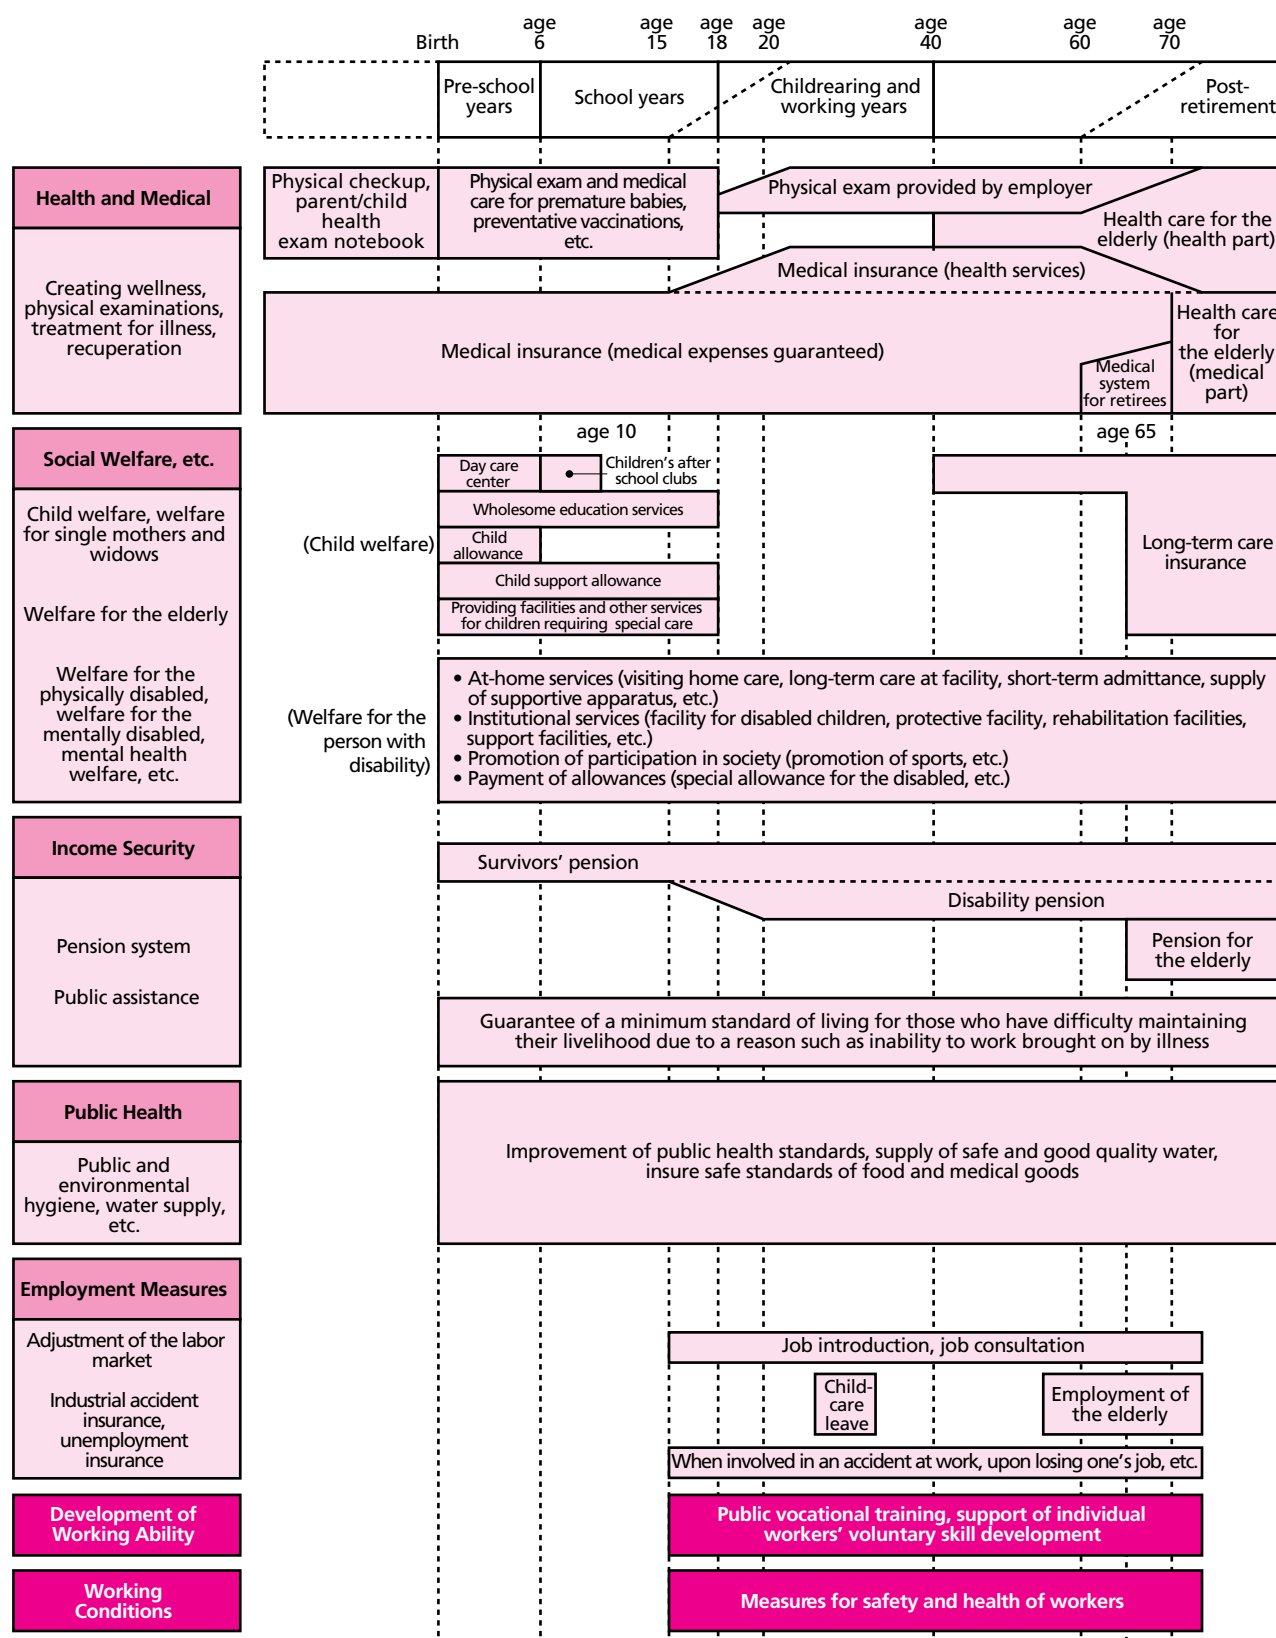 Birth
age
6
age
15
age
18
age
20
age
40
age
60
age
70
Pre-school
years
School years
Childrearing and
working years
Post-
retirement
Health and Medical
Creating wellness,
physical examinations,
treatment for illness,
recuperation
Physical checkup,
parent/child
health
exam notebook
Physical exam and medical
care for premature babies,
preventative vaccinations,
etc.
Physical exam provided by employer
Health care for the
elderly (health part)
Medical insurance (health services)
Medical insurance (medical expenses guaranteed)
Medical
system
for retirees
Health care
for
the elderly
(medical
part)
Social Welfare, etc.
Child welfare, welfare
for single mothers and
widows
Welfare for the elderly
Welfare for the
physically disabled,
welfare for the
mentally disabled,
mental health
welfare, etc.
age 10
age 65
(Child welfare)
Day care
center
Children’s after
school clubs
Wholesome education services
Child
allowance
Child support allowance
Providing facilities and other services
for children requiring special care
Long-term care
insurance
(Welfare for the
person with
disability)
• At-home services (visiting home care, long-term care at facility, short-term admittance, supply
of supportive apparatus, etc.)
• Institutional services (facility for disabled children, protective facility, rehabilitation facilities,
support facilities, etc.)
• Promotion of participation in society (promotion of sports, etc.)
• Payment of allowances (special allowance for the disabled, etc.)
Income Security
Pension system
Public assistance
Survivors’ pension
Disability pension
Pension for
the elderly
Guarantee of a minimum standard of living for those who have difficulty maintaining
their livelihood due to a reason such as inability to work brought on by illness
Public Health
Public and
environmental
hygiene, water supply,
etc.
Improvement of public health standards, supply of safe and good quality water,
insure safe standards of food and medical goods
Employment Measures
Adjustment of the labor
market
Industrial accident
insurance,
unemployment
insurance
Job introduction, job consultation
Child-
care
leave
Employment of
the elderly
When involved in an accident at work, upon losing one’s job, etc.
Development of
Working Ability
Public vocational training, support of individual
workers’ voluntary skill development
Working
Conditions
Measures for safety and health of workers